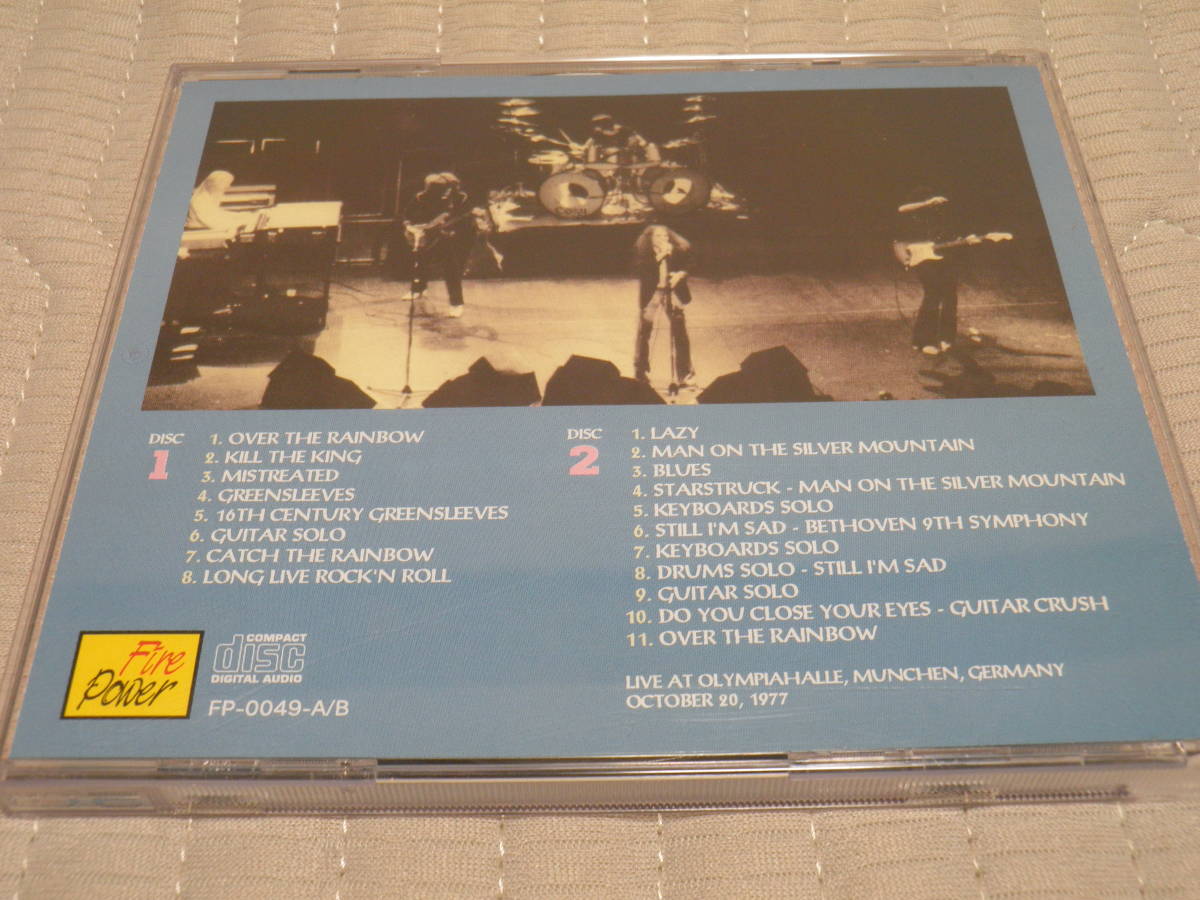 DISC
1
1. OVER THE RAINBOW
2. KILL THE KING
3. MISTREATED
4. GREENSLEEVES
5. 16TH CENTURY GREENSLEEVES
6. GUITAR SOLO
7. CATCH THE RAINBOW
8. LONG LIVE ROCK'N ROLL
DISC
2
1. LAZY
2. MAN ON THE SILVER MOUNTAIN
3. BLUES
4. STARSTRUCK - MAN ON THE SILVER MOUNTAIN
5. KEYBOARDS SOLO
6. STILL I'M SAD - BETHOVEN 9TH SYMPHONY
7. KEYBOARDS SOLO
8. DRUMS SOLO - STILL I'M SAD
9. GUITAR SOLO
10. DO YOU CLOSE YOUR EYES - GUITAR CRUSH
11. OVER THE RAINBOW
LIVE AT OLYMPIAHALLE, MUNCHEN, GERMANY
OCTOBER 20, 1977
Fire
Power
COMPACT
disc
DIGITAL AUDIO
FP-0049-A/B